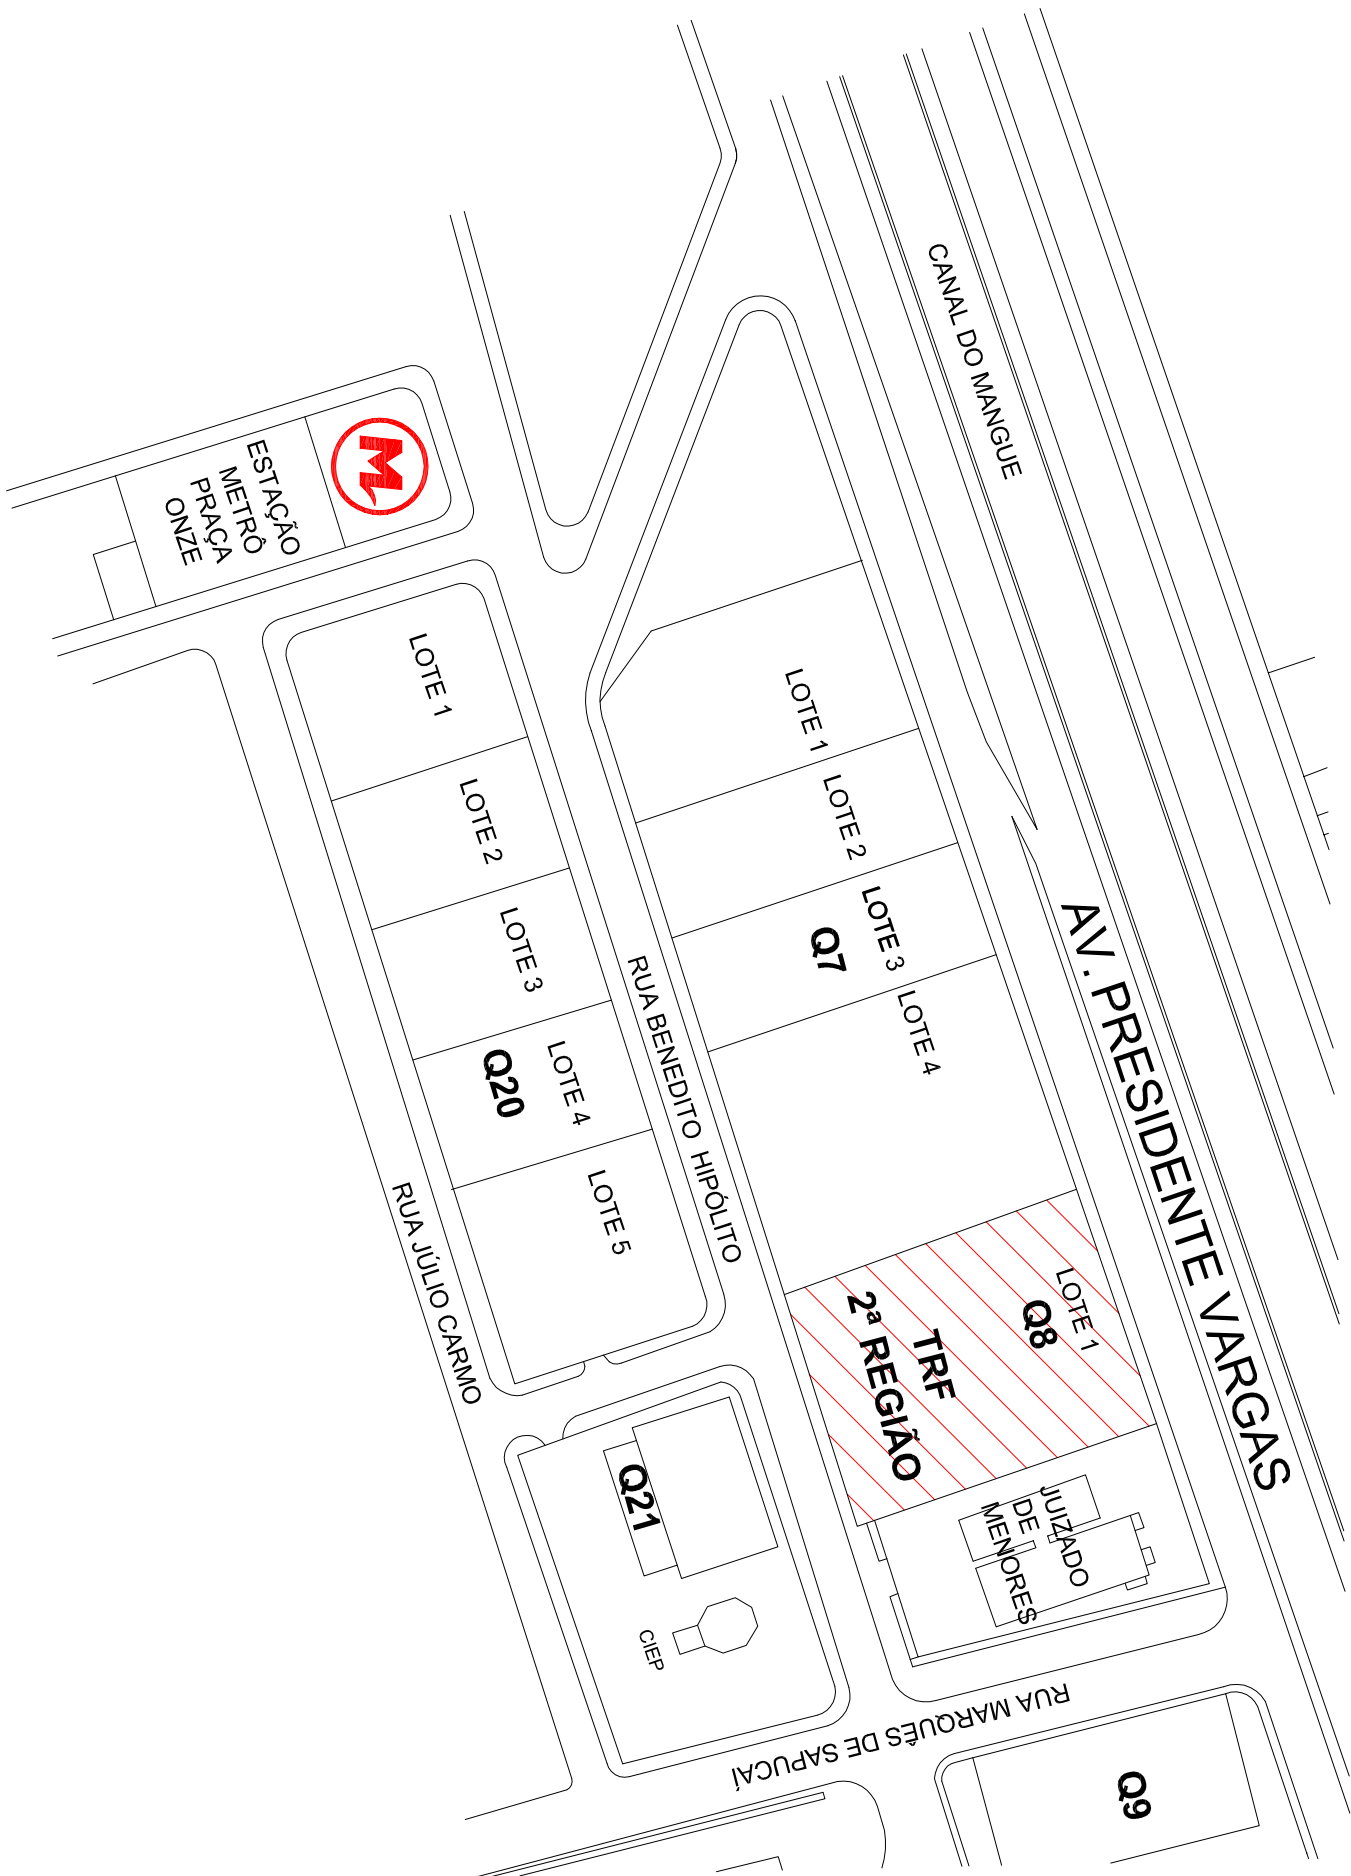 CANAL DO MANGUE
AV. PRESIDENTE VARGAS
M
ESTAÇÃO
METRÔ
PRAÇA
ONZE
LOTE 1
LOTE 2
LOTE 3
LOTE 4
Q7
LOTE 1
Q8
TRF
2ª REGIÃO
JUIZADO
DE
MENORES
RUA BENEDITO HIPÓLITO
LOTE 1
LOTE 2
LOTE 3
LOTE 4
Q20
LOTE 5
RUA JÚLIO CARMO
Q21
CIEP
RUA MARQUÊS DE SAPUCAÍ
Q9